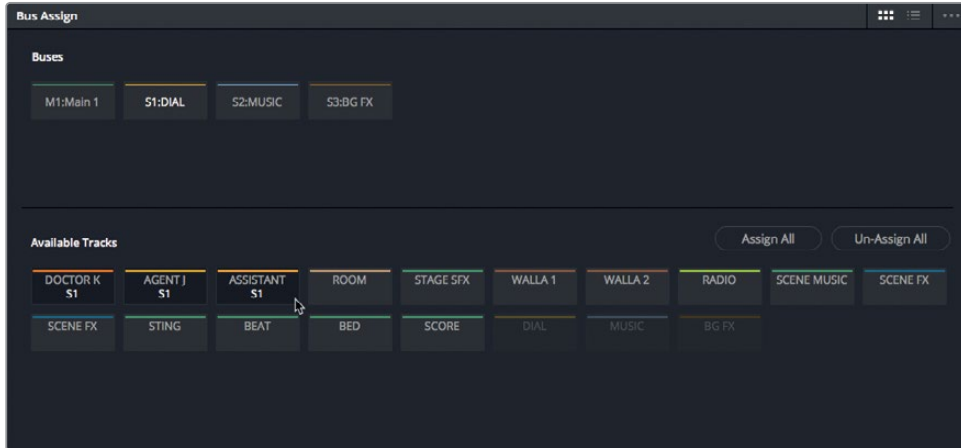 Bus Assign
Buses
M1:Main 1 S1:DIAL S2:MUSIC S3:BG FX
Available Tracks Assign All Un-Assign All
DOCTOR K AGENT J ASSISTANT ROOM STAGE SFX WALLA 1 WALLA 2 RADIO SCENE MUSIC SCENE FX
S1 S1 S1
SCENE FX STING BEAT BED SCORE DIAL MUSIC BG FX